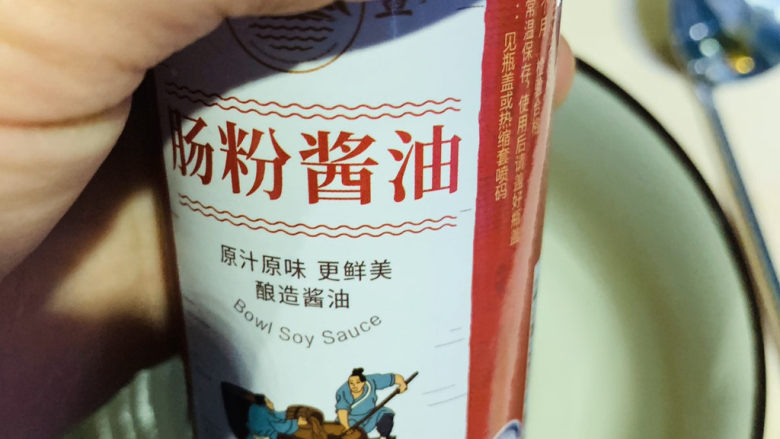 肠粉酱油
原汁原味 更鲜美
酿造酱油
Bowl Soy Sauce
常温保存，使用后请盖好瓶盖
见瓶盖或热缩套喷码